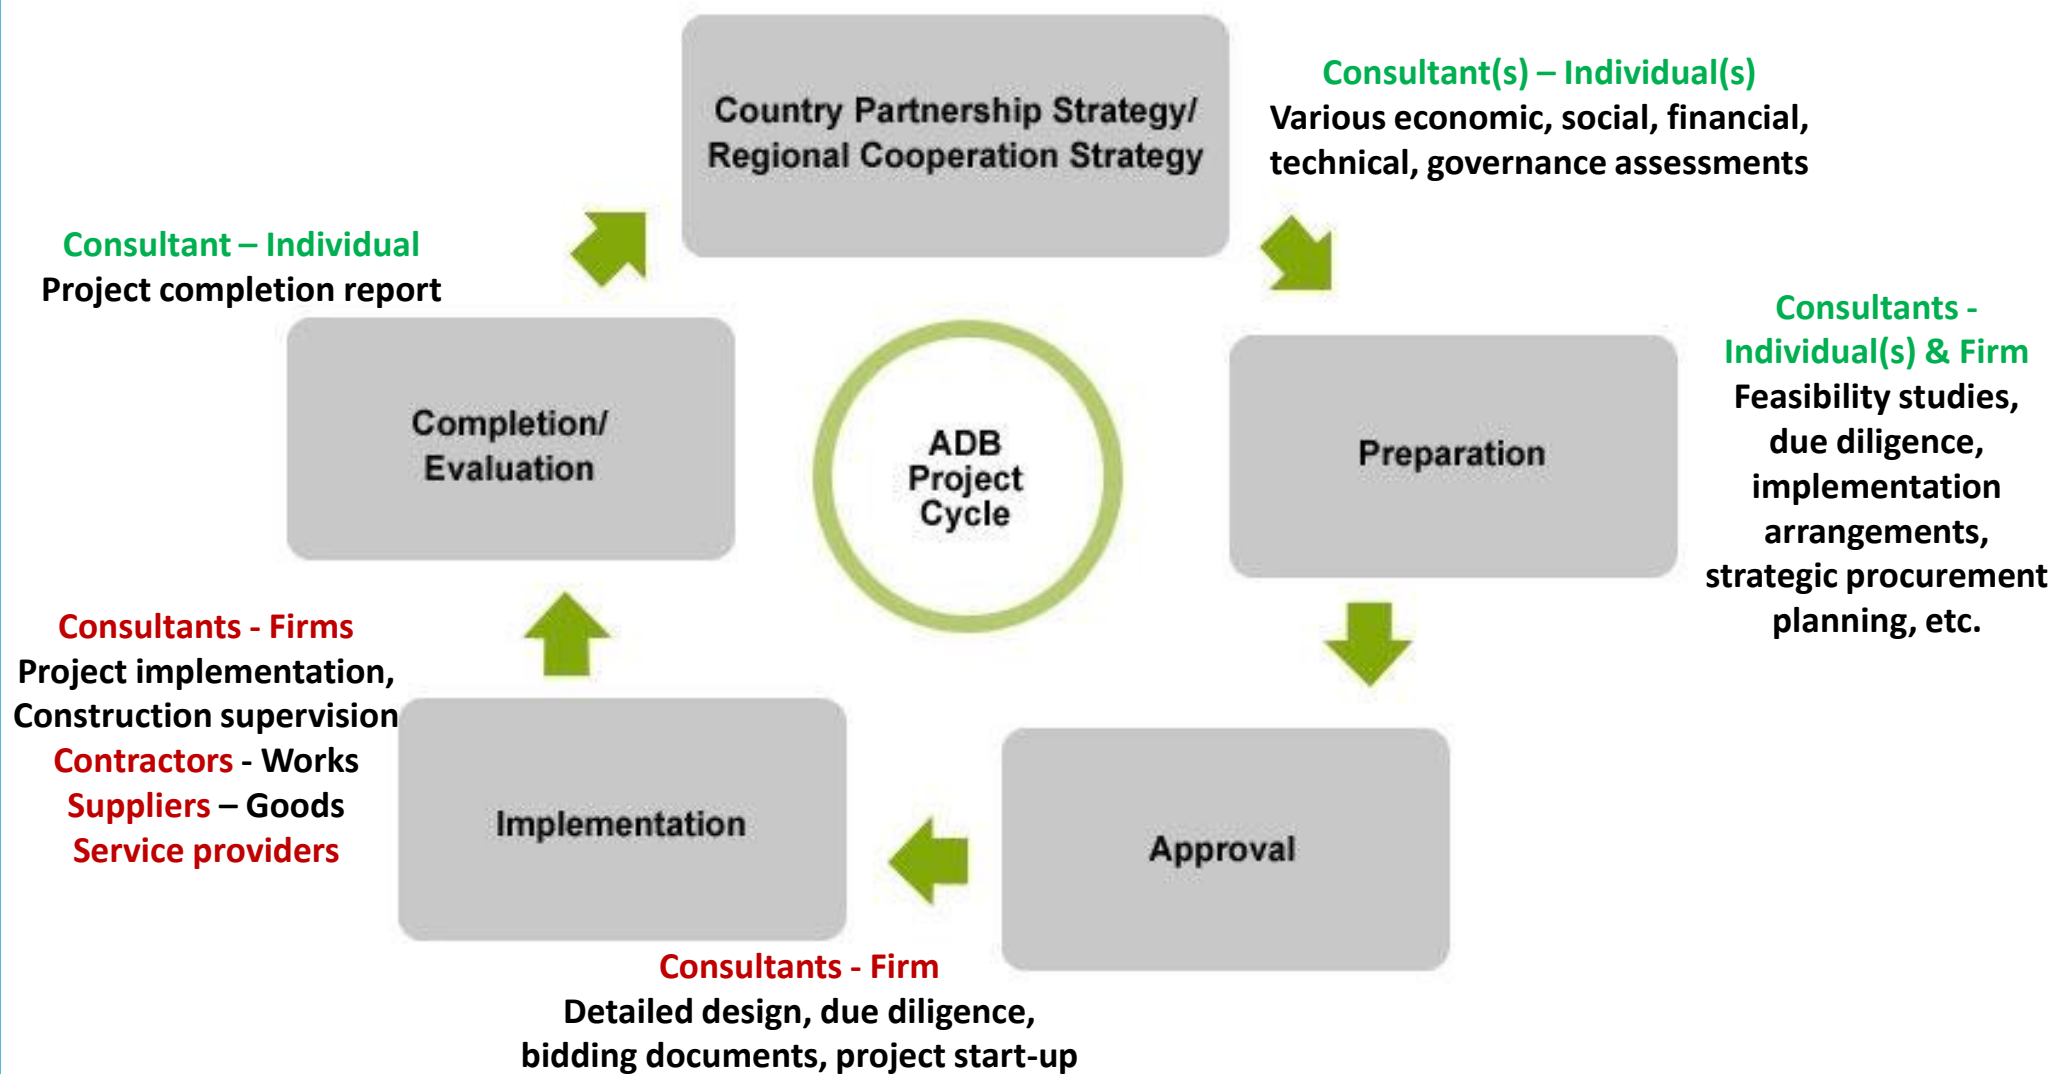 Country Partnership Strategy/
Regional Cooperation Strategy
Consultant(s) – Individual(s)
Various economic, social, financial,
technical, governance assessments
Consultant – Individual
Project completion report
Completion/
Evaluation
ADB
Project
Cycle
Preparation
Consultants -
Individual(s) & Firm
Feasibility studies,
due diligence,
implementation
arrangements,
strategic procurement
planning, etc.
Consultants - Firms
Project implementation,
Construction supervision
Contractors - Works
Suppliers – Goods
Service providers
Implementation
Approval
Consultants - Firm
Detailed design, due diligence,
bidding documents, project start-up